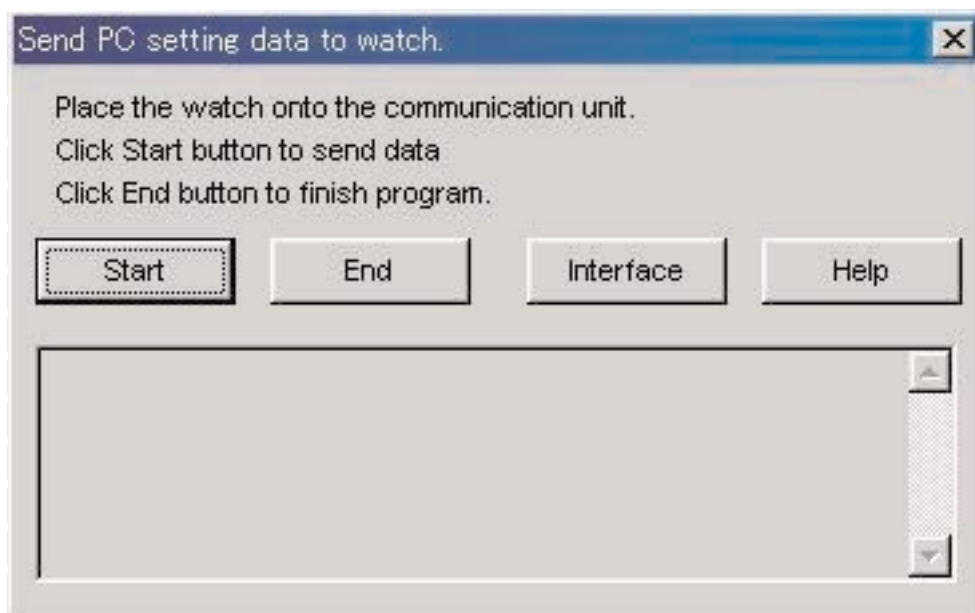 Send PC setting data to watch.
Place the watch onto the communication unit.
Click Start button to send data
Click End button to finish program.
Start End Interface Help